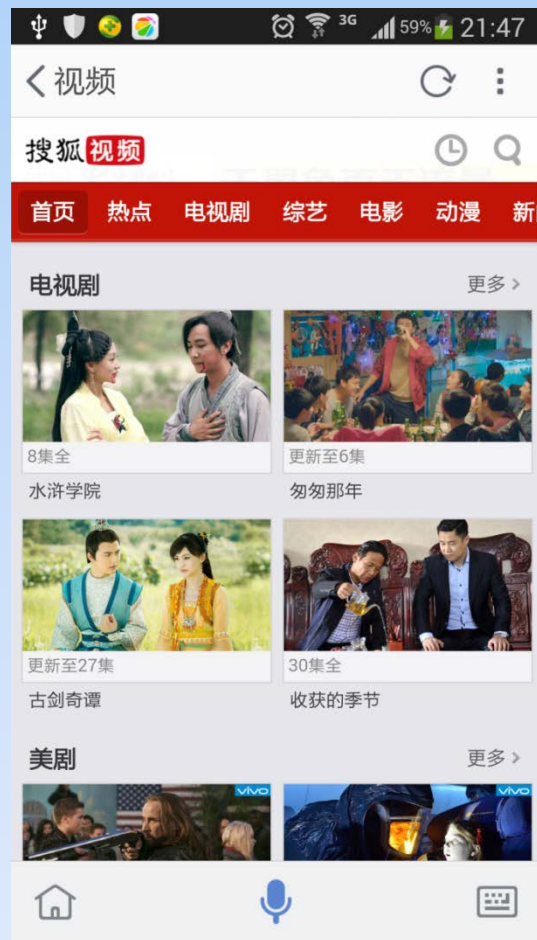 3G 59% 21:47
视频
搜狐视频
首页 热点 电视剧 综艺 电影 动漫
电视剧 更多
8集全 更新至6集
水浒学院 匆匆那年
更新至27集 30集全
古剑奇谭 收获的季节
美剧 更多
vivo vivo